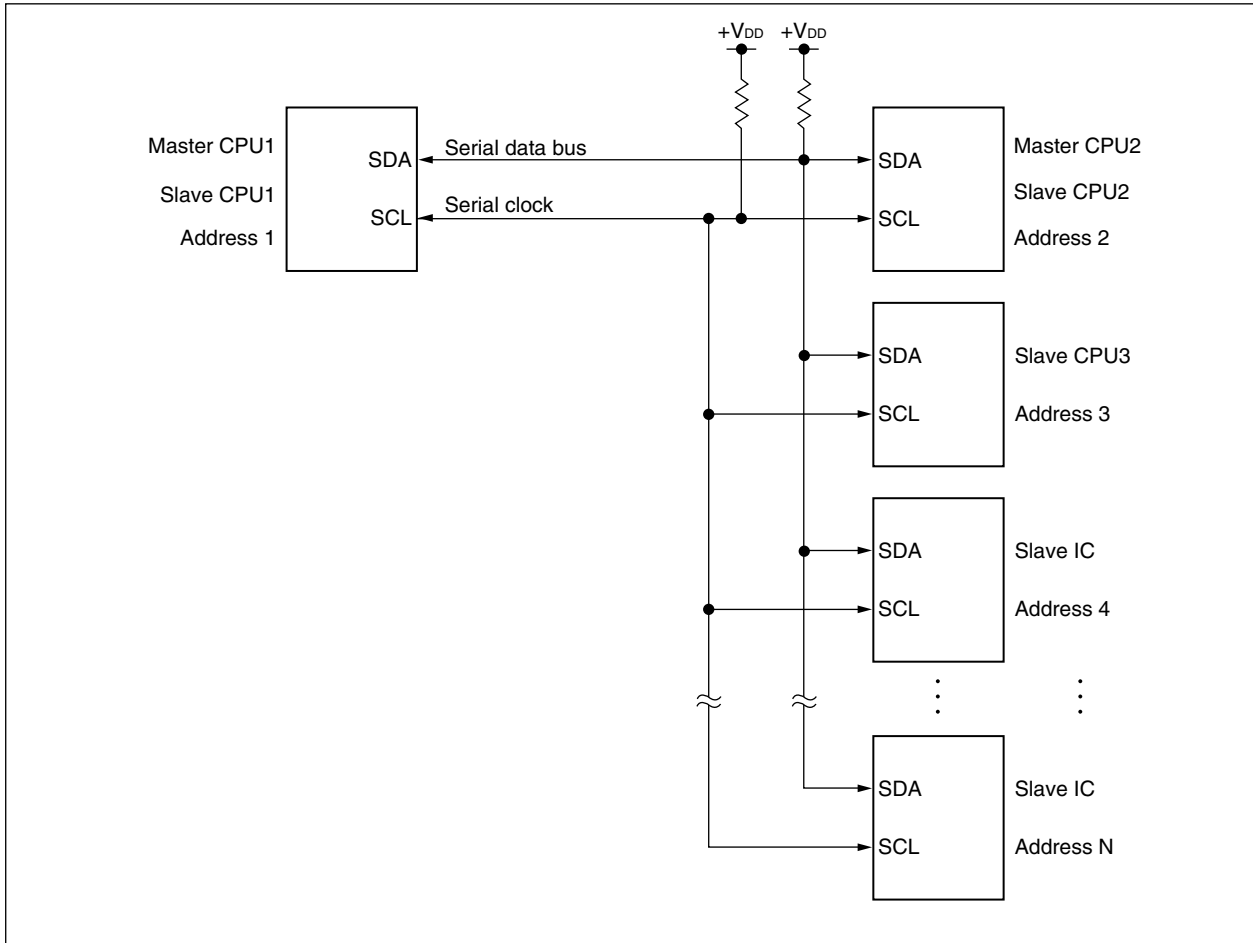 +VDD +VDD
Master CPU1
Slave CPU1
Address 1
SDA
SCL
Serial data bus
Serial clock
SDA
SCL
Master CPU2
Slave CPU2
Address 2
SDA
SCL
Slave CPU3
Address 3
SDA
SCL
Slave IC
Address 4
SDA
SCL
Slave IC
Address N